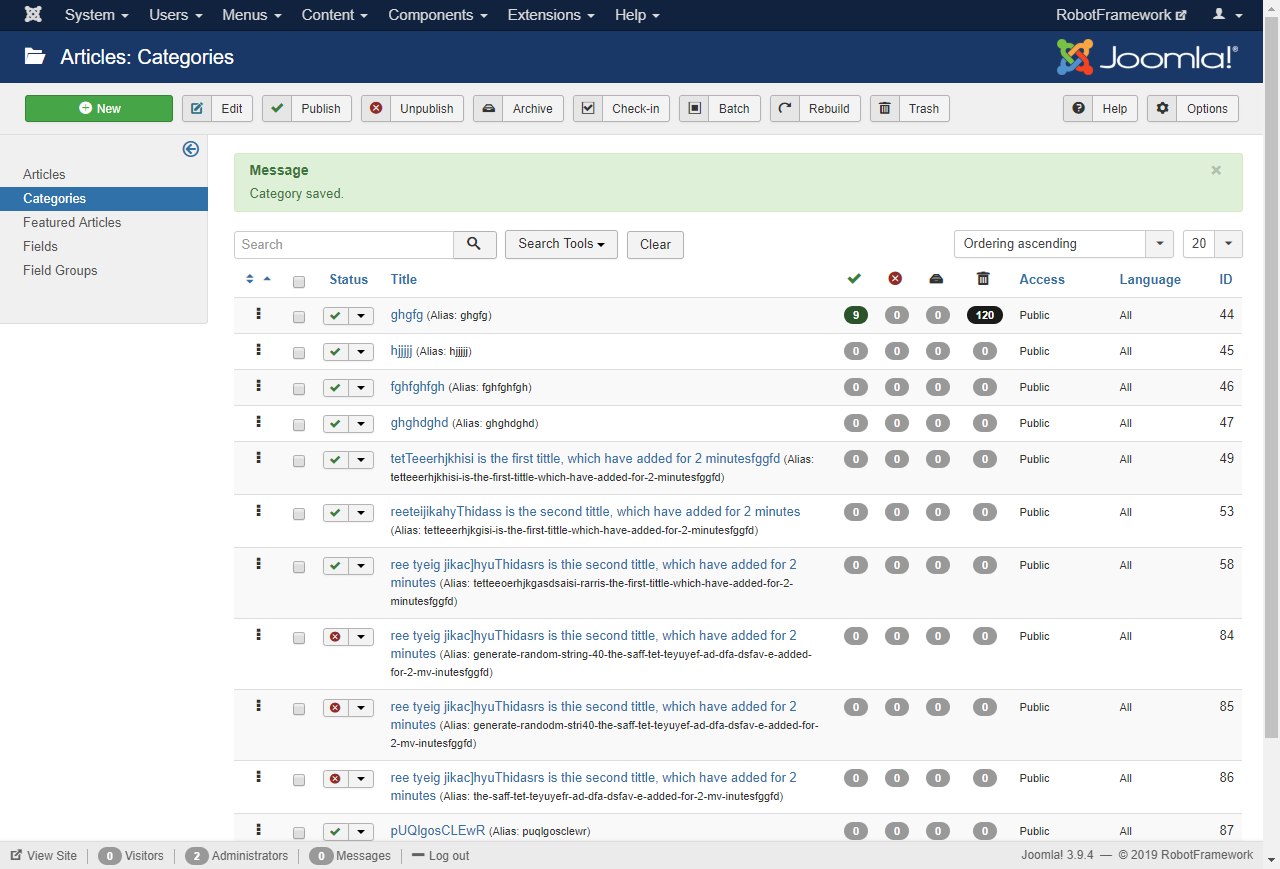 System Users Menus Content Components Extensions Help RobotFramework
Articles: Categories Joomla!®
New Edit Publish Unpublish Archive Check-in Batch Rebuild Trash Help Options
Articles
Categories
Featured Articles
Fields
Field Groups
Message
Category saved.
Search Search Tools Clear Ordering ascending 20
Status Title Access Language ID
ghgfg (Alias: ghgfg) 9 0 0 120 Public All 44
hjjjjj (Alias: hjjjjj) 0 0 0 0 Public All 45
fghfghfgh (Alias: fghfghfgh) 0 0 0 0 Public All 46
ghghdghd (Alias: ghghdghd) 0 0 0 0 Public All 47
tetTeeerhjkhisi is the first tittle, which have added for 2 minutesfggfd (Alias: 0 0 0 0 Public All 49
tetteeerhjkhisi-is-the-first-tittle-which-have-added-for-2-minutesfggfd)
reeteijikahyThidass is the second tittle, which have added for 2 minutes 0 0 0 0 Public All 53
(Alias: tetteeerhjkgisi-is-the-first-tittle-which-have-added-for-2-minutesfggfd)
ree tyeig jikac]hyuThidasrs is thie second tittle, which have added for 2 0 0 0 0 Public All 58
minutes (Alias: tetteeoerhjkgasdsaisi-rarris-the-first-tittle-which-have-added-for-2-
minutesfggfd)
ree tyeig jikac]hyuThidasrs is thie second tittle, which have added for 2 0 0 0 0 Public All 84
minutes (Alias: generate-random-string-40-the-saff-tet-teyuyef-ad-dfa-dsfav-e-added-
for-2-mv-inutesfggfd)
ree tyeig jikac]hyuThidasrs is thie second tittle, which have added for 2 0 0 0 0 Public All 85
minutes (Alias: generate-randodm-stri40-the-saff-tet-teyuyef-ad-dfa-dsfav-e-added-for-
2-mv-inutesfggfd)
ree tyeig jikac]hyuThidasrs is thie second tittle, which have added for 2 0 0 0 0 Public All 86
minutes (Alias: the-saff-tet-teyuyefr-ad-dfa-dsfav-e-added-for-2-mv-inutesfggfd)
pUQlgosCLEwR (Alias: puqlgosclewr) 0 0 0 0 Public All 87
View Site 0 Visitors 2 Administrators 0 Messages Log out Joomla! 3.9.4 — © 2019 RobotFramework